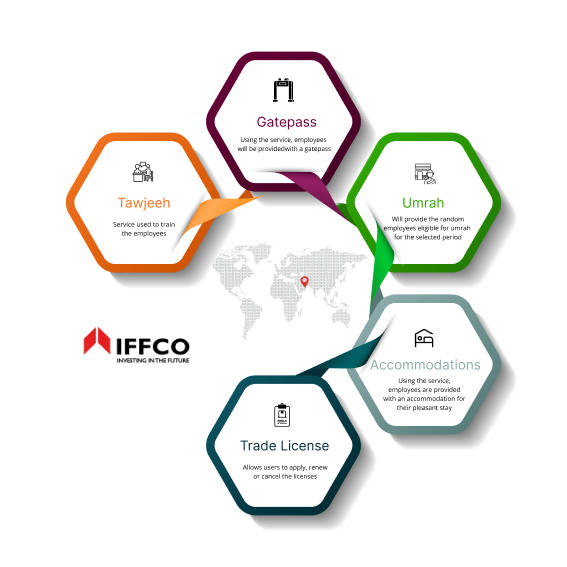 Gatepass
Using the service, employees
will be providedwith a gatepass
Tawjeeh
Service used to train
the employees
Umrah
Will provide the random
employees eligible for umrah
for the selected period
IFFCO
INVESTING IN THE FUTURE
Accommodations
Using the service,
employees are provided
with an accommodation for
their pleasant stay
Trade License
Allows users to apply, renew
or cancel the licenses